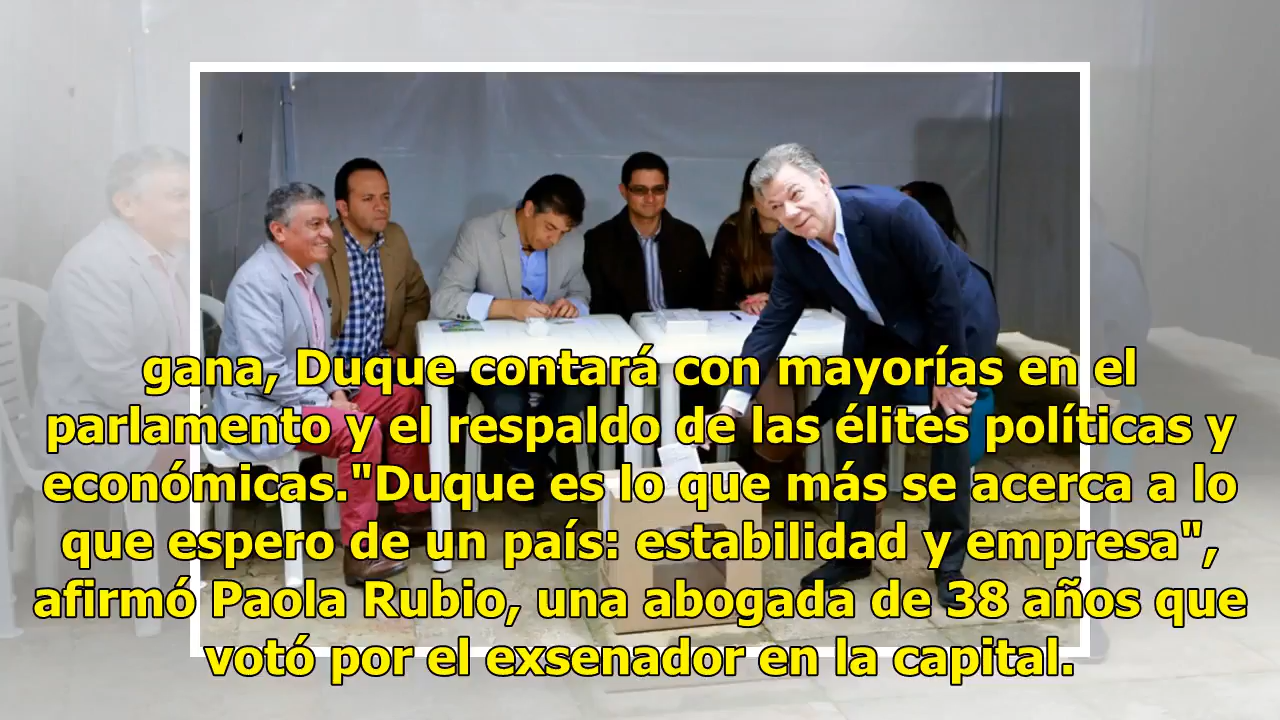 gana, Duque contará con mayorías en el
parlamento y el respaldo de las élites políticas y
económicas."Duque es lo que más se acerca a lo
que espero de un país: estabilidad y empresa",
afirmó Paola Rubio, una abogada de 38 años que
votó por el exsenador en la capital.